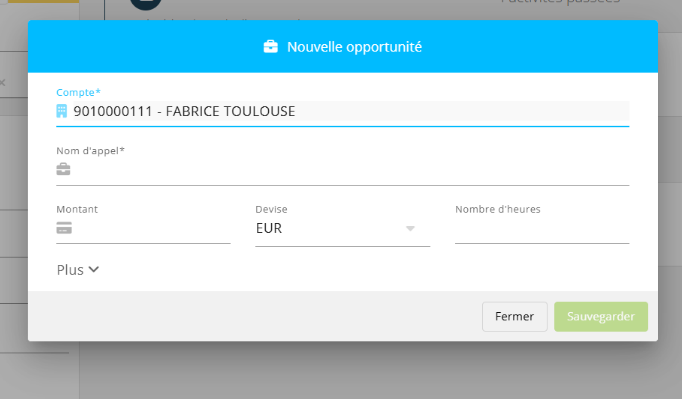 Nouvelle opportunité
Compte*
9010000111 - FABRICE TOULOUSE
Nom d'appel*
Montant
Devise
Nombre d'heures
EUR
Plus
Fermer
Sauvegarder